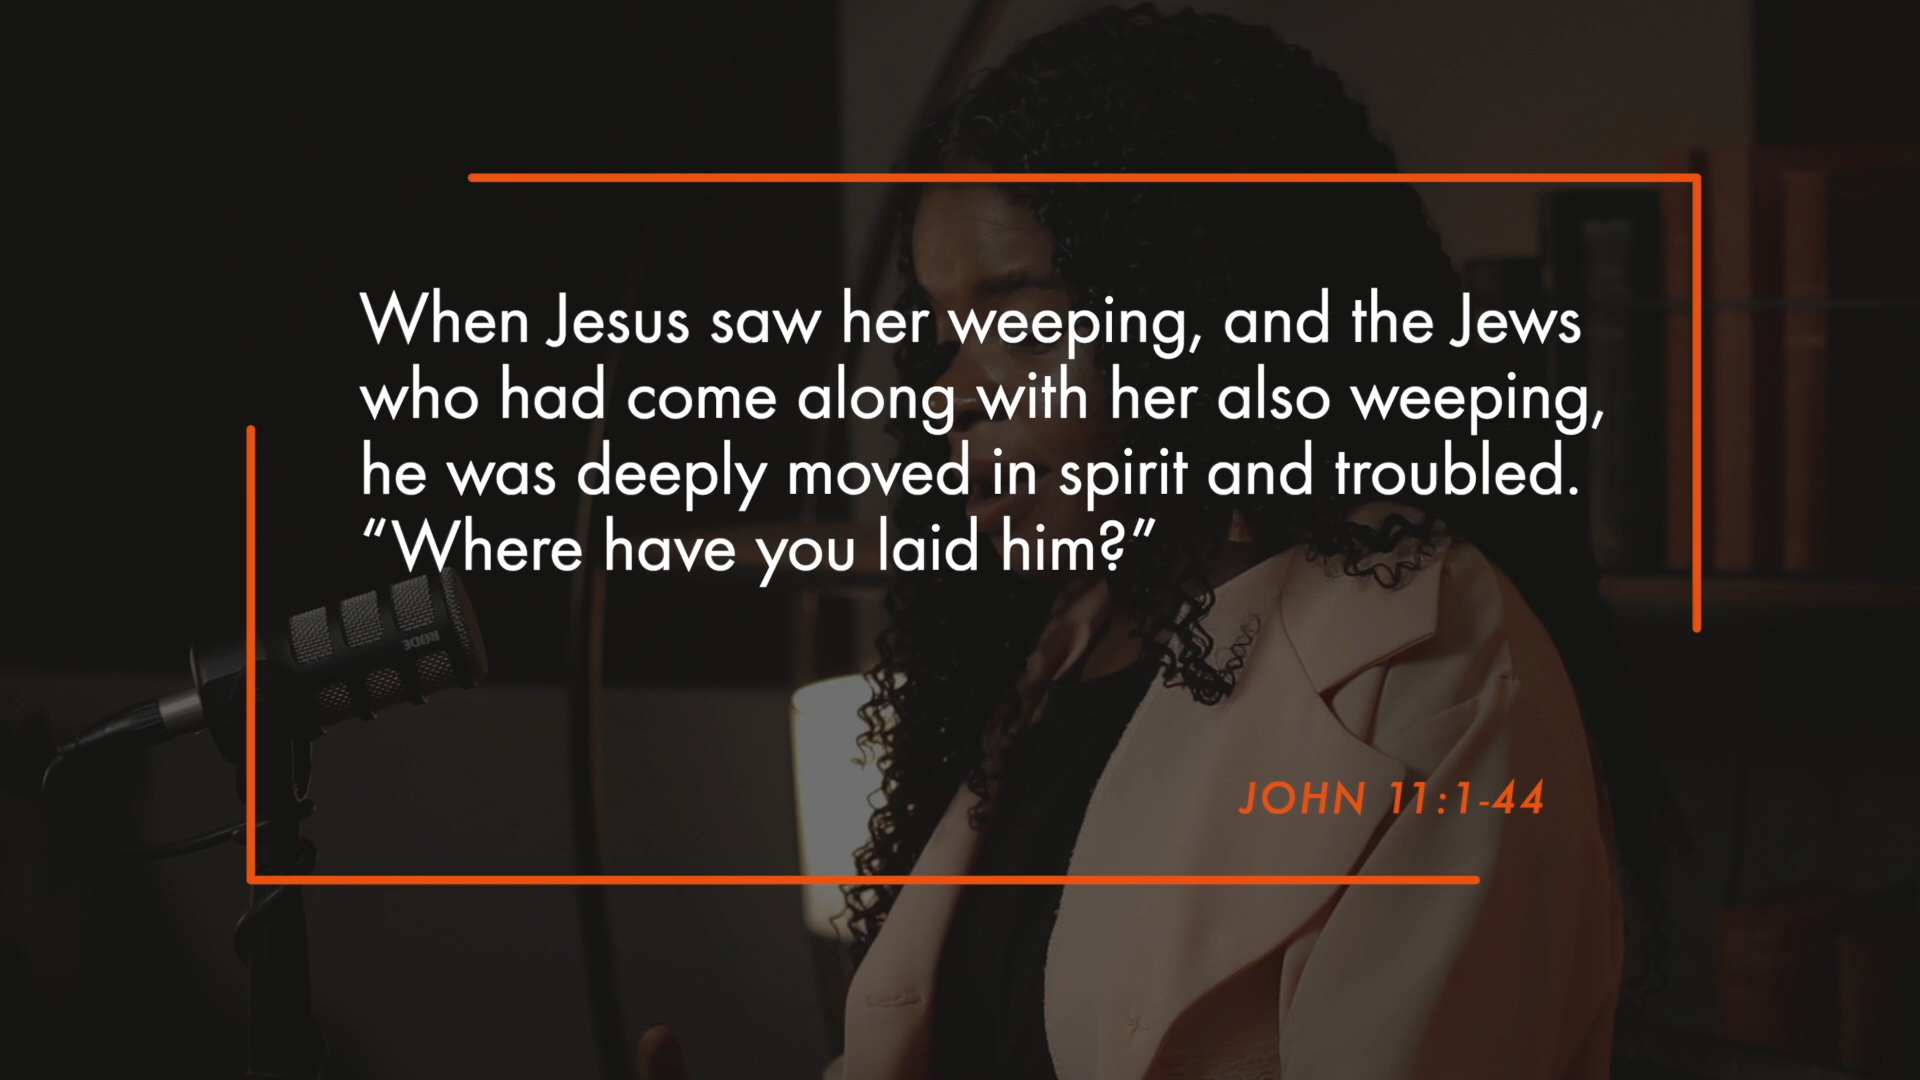 When Jesus saw her weeping, and the Jews
who had come along with her also weeping,
he was deeply moved in spirit and troubled.
“Where have you laid him?”
RØDE
JOHN 11:1-44